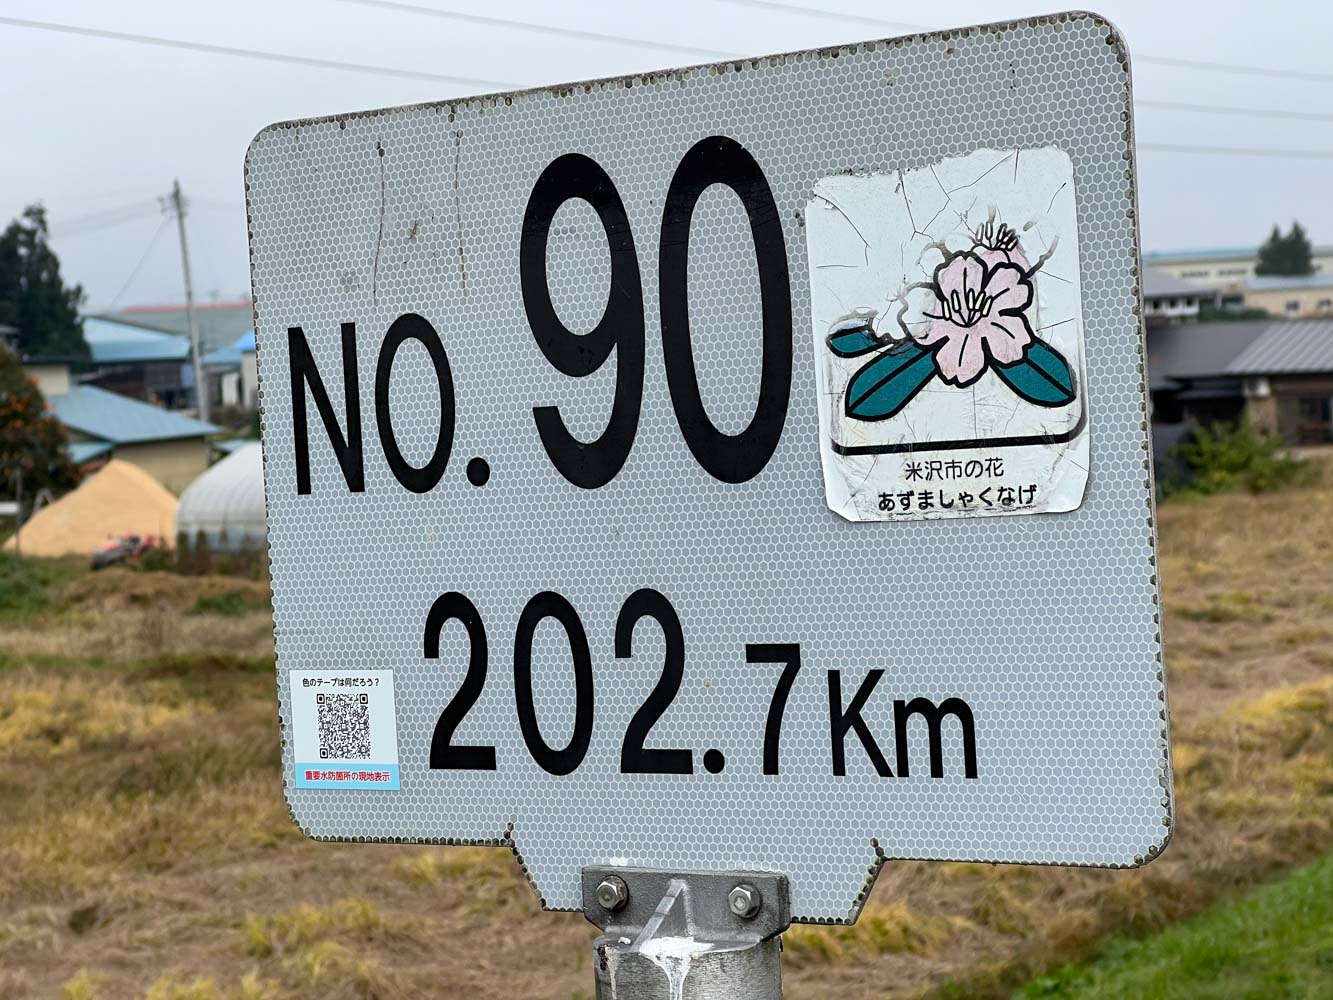 NO. 90
米沢市の花
あずましゃくなげ
202.7Km
色のテープは何だろう？
重要水防箇所の現地表示